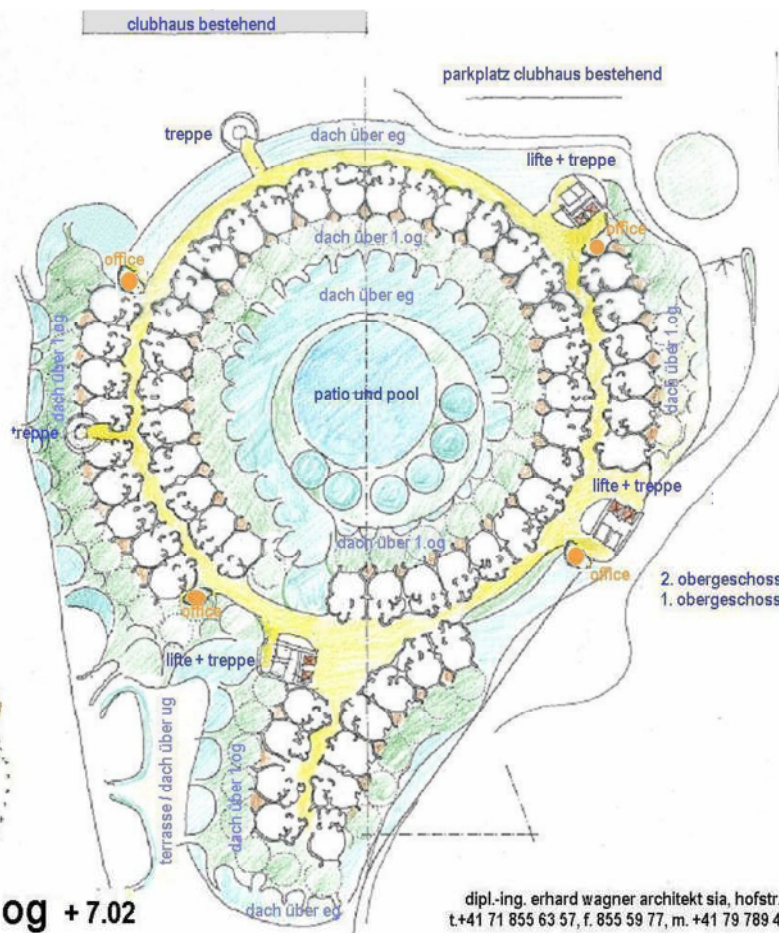 clubhaus bestehend
parkplatz clubhaus bestehend
treppe
dach über eg
lifte + treppe
office
dach über 1.og
office
dach über eg
dach über 1.og
dach über 1.og
patio und pool
treppe
lifte + treppe
dach über 1.og
office
2. obergeschoss
1. obergeschoss
office
lifte + treppe
terrasse / dach über ug
dach über 1.og
dach über eg
og + 7.02
dipl.-ing. erhard wagner architekt sia, hofstr.
t.+41 71 855 63 57, f. 855 59 77, m. +41 79 789 4